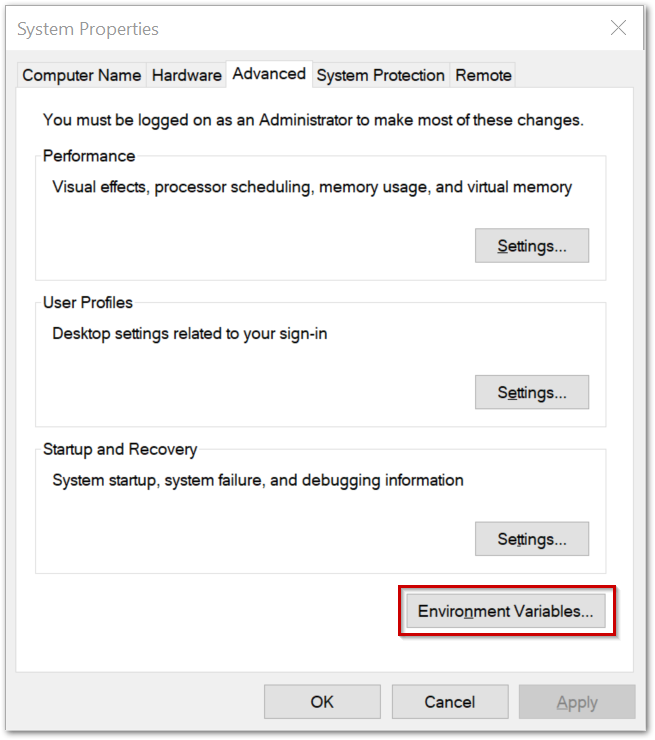 System Properties
Computer Name Hardware Advanced System Protection Remote
You must be logged on as an Administrator to make most of these changes.
Performance
Visual effects, processor scheduling, memory usage, and virtual memory
Settings...
User Profiles
Desktop settings related to your sign-in
Settings...
Startup and Recovery
System startup, system failure, and debugging information
Settings...
Environment Variables...
OK Cancel Apply